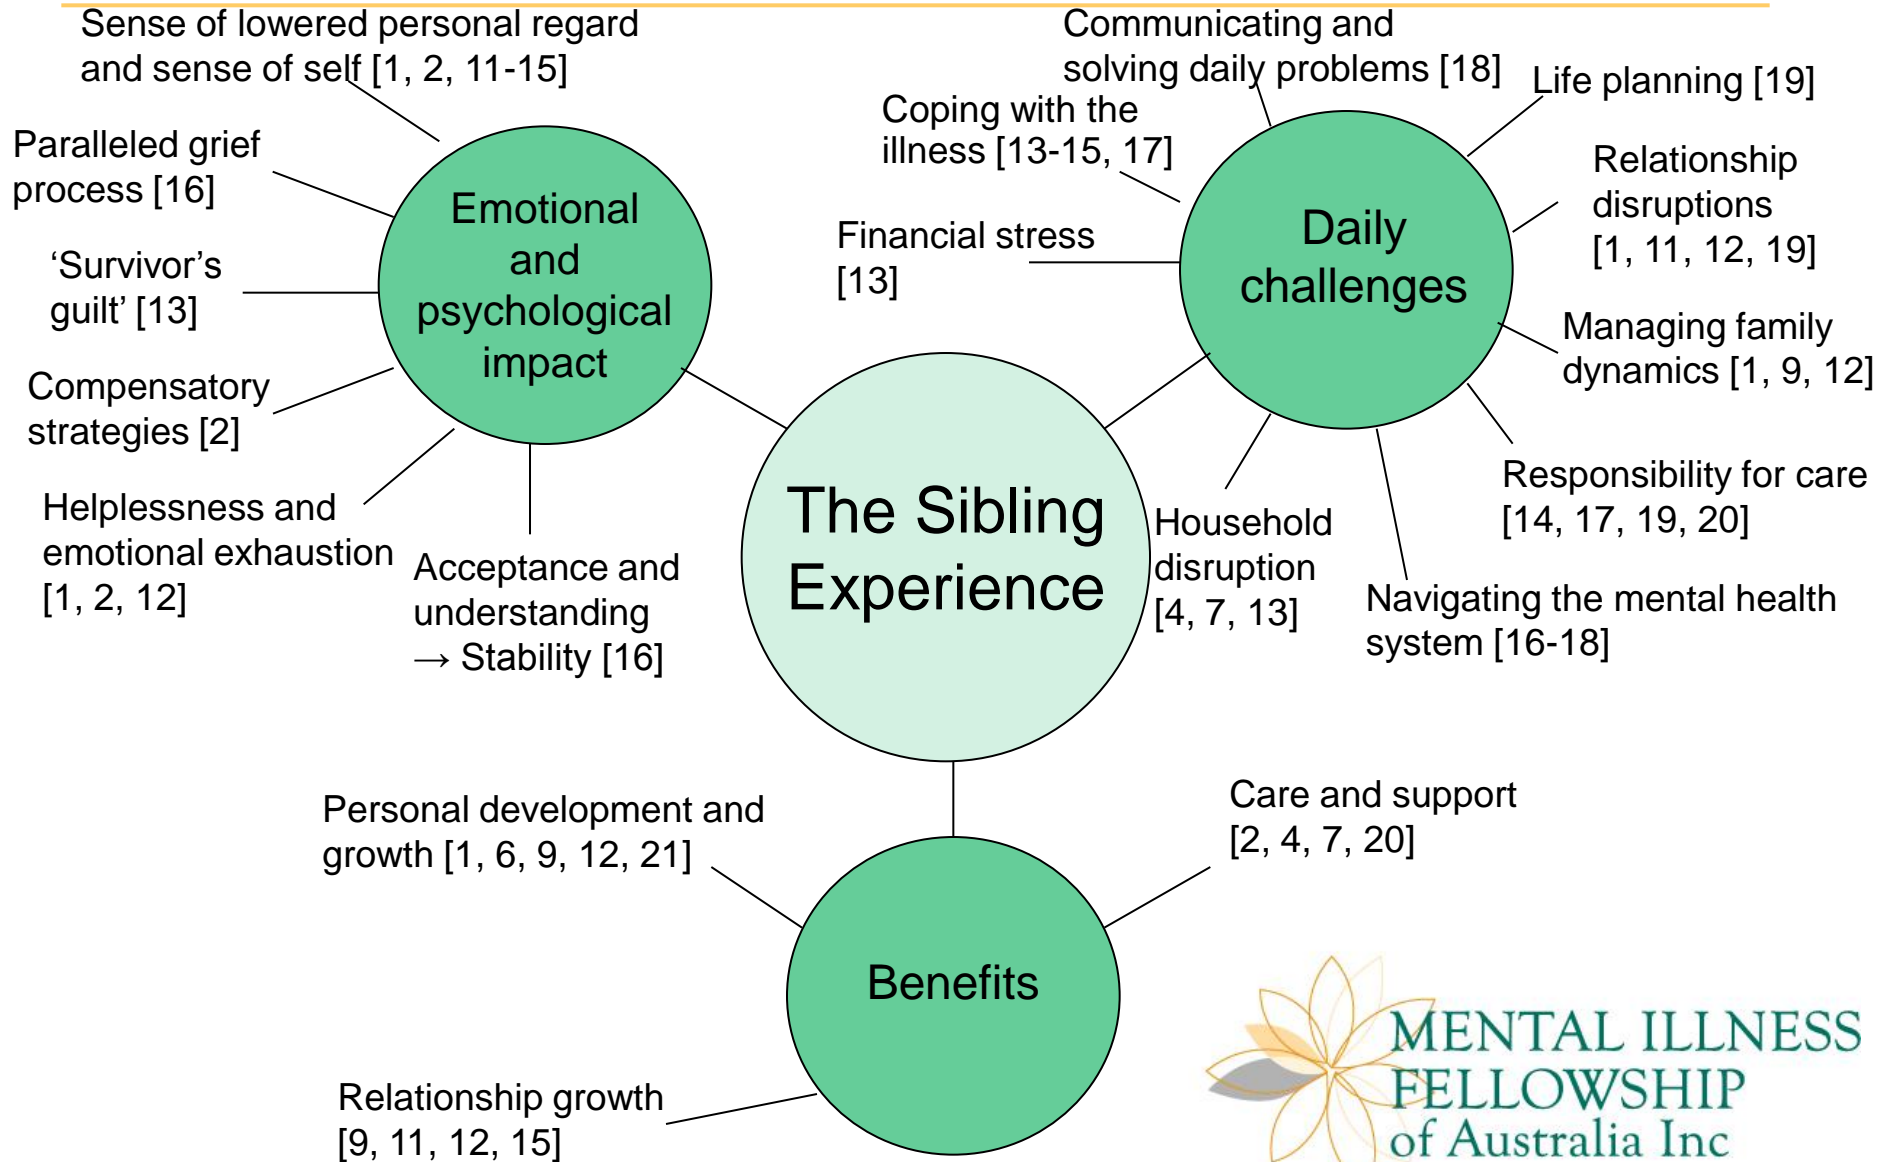 Sense of lowered personal regard
and sense of self [1, 2, 11-15]
Paralleled grief
process [16]
‘Survivor’s
guilt’ [13]
Compensatory
strategies [2]
Helplessness and
emotional exhaustion
[1, 2, 12]
Acceptance and
understanding
→ Stability [16]
Emotional
and
psychological
impact
Communicating and
solving daily problems [18]
Coping with the
illness [13-15, 17]
Financial stress
[13]
Daily
challenges
Life planning [19]
Relationship
disruptions
[1, 11, 12, 19]
Managing family
dynamics [1, 9, 12]
Responsibility for care
[14, 17, 19, 20]
Navigating the mental health
system [16-18]
Household
disruption
[4, 7, 13]
The Sibling
Experience
Personal development and
growth [1, 6, 9, 12, 21]
Care and support
[2, 4, 7, 20]
Benefits
Relationship growth
[9, 11, 12, 15]
MENTAL ILLNESS
FELLOWSHIP
of Australia Inc